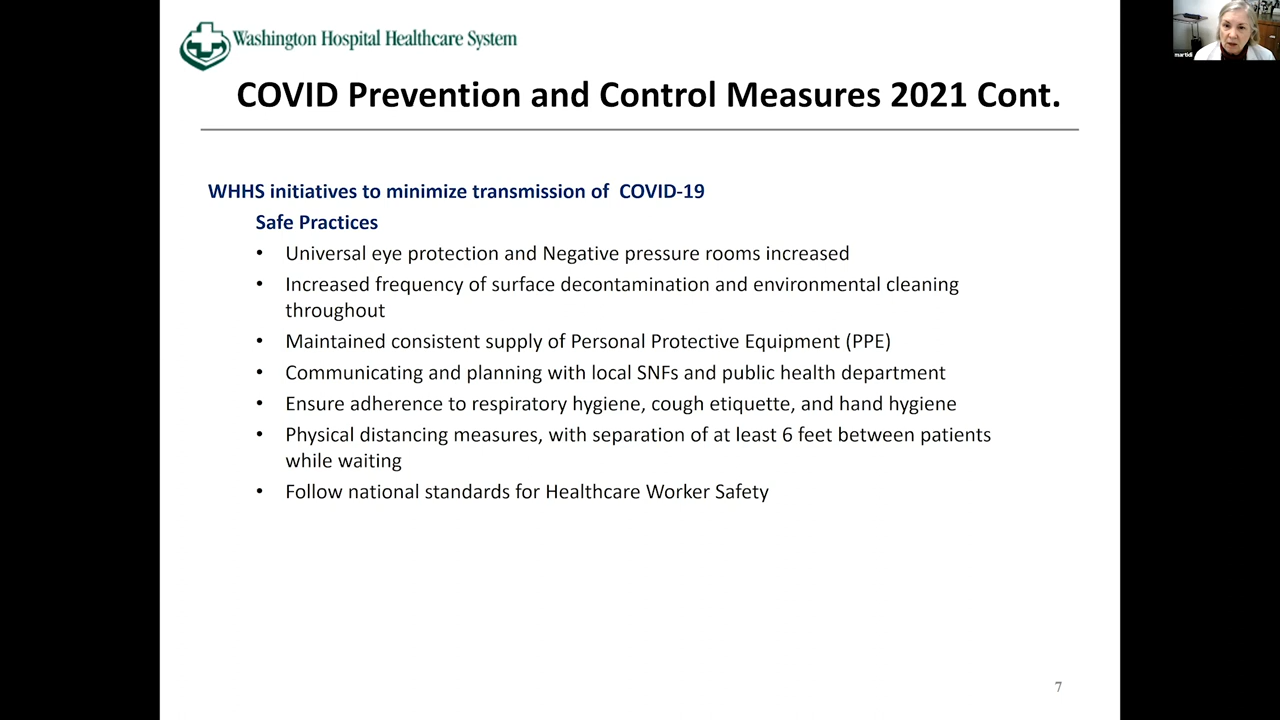 Washington Hospital Healthcare System
martidi
COVID Prevention and Control Measures 2021 Cont.
WHHS initiatives to minimize transmission of  COVID-19
Safe Practices
• Universal eye protection and Negative pressure rooms increased
• Increased frequency of surface decontamination and environmental cleaning
throughout
• Maintained consistent supply of Personal Protective Equipment (PPE)
• Communicating and planning with local SNFs and public health department
• Ensure adherence to respiratory hygiene, cough etiquette, and hand hygiene
• Physical distancing measures, with separation of at least 6 feet between patients
while waiting
• Follow national standards for Healthcare Worker Safety
7